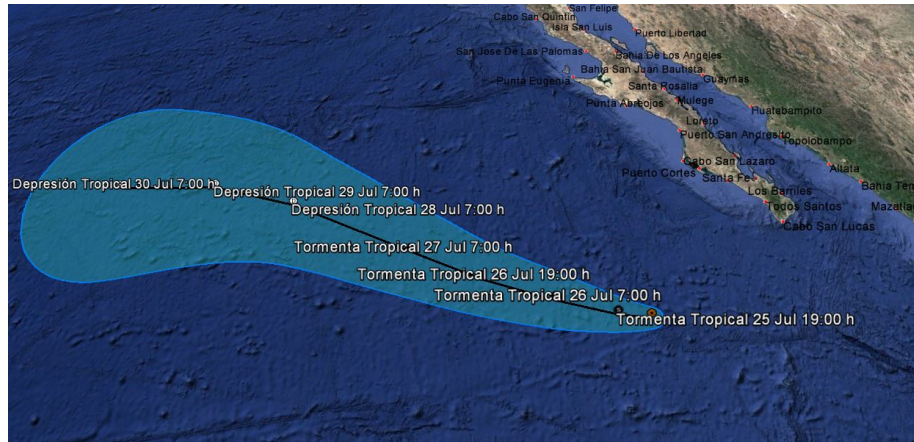 San Felipe
Cabo San Quintin
isla San Luis
Puerto Libertad
San Jose De Las Palomas
Bahia De Los Angeles
Bahia San Juan Bautista
Guaymas
Punta Eugenia
Santa Rosalia
Punta Abreojos
Mulege
Huatabampito
Loreto
Puerto San Andresito
Topolobampo
Cabo San Lazaro
Altata
Puerto Cortes
Santa Fe
Bahia Tem
Los Barriles
Todos Santos
Mazatla
Cabo San Lucas
Depresión Tropical 30 Jul 7:00 h
Depresión Tropical 29 Jul 7:00 h
Depresión Tropical 28 Jul 7:00 h
Tormenta Tropical 27 Jul 7:00 h
Tormenta Tropical 26 Jul 19:00 h
Tormenta Tropical 26 Jul 7:00 h
Tormenta Tropical 25 Jul 19:00 h